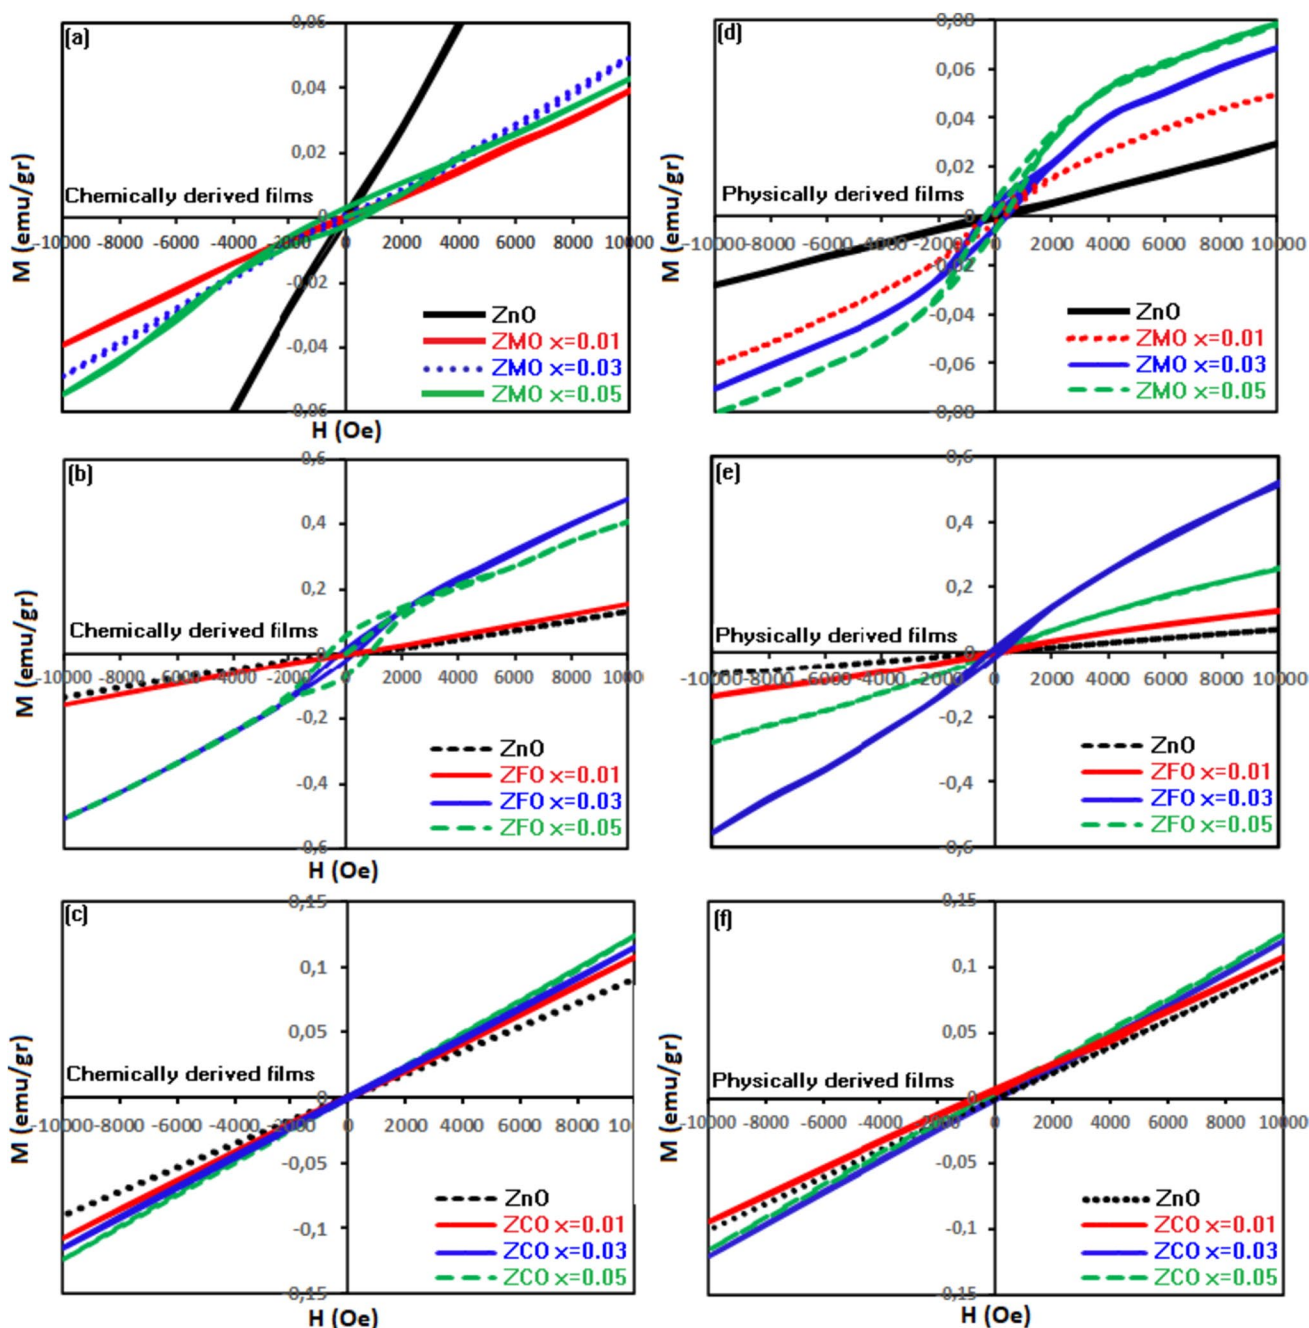 (a)
0,06
0,04
0,02
Chemically derived films
M (emu/gr)
0
-10000 -8000 -6000 -4000 -2000 0 2000 4000 6000 8000 10000
-0,02
-0,04
-0,06
ZnO
ZMO x=0.01
ZMO x=0.03
ZMO x=0.05
H (Oe)
(d)
0,08
0,06
0,04
0,02
Physically derived films
M (emu/gr)
0
-10000 -8000 -6000 -4000 -2000 0 2000 4000 6000 8000 10000
-0,02
-0,04
-0,06
-0,08
ZnO
ZMO x=0.01
ZMO x=0.03
ZMO x=0.05
(b)
0,6
0,4
0,2
Chemically derived films
M (emu/gr)
0
-10000 -8000 -6000 -4000 -2000 0 2000 4000 6000 8000 1000
-0,2
-0,4
-0,6
ZnO
ZFO x=0.01
ZFO x=0.03
ZFO x=0.05
H (Oe)
(e)
0,6
0,4
0,2
Physically derived films
M (emu/gr)
0
-10000 -8000 -6000 -4000 -2000 0 2000 4000 6000 8000 10000
-0,2
-0,4
-0,6
ZnO
ZFO x=0.01
ZFO x=0.03
ZFO x=0.05
(c)
0,15
0,1
0,05
Chemically derived films
M (emu/gr)
0
-10000 -8000 -6000 -4000 -2000 0 2000 4000 6000 8000 10000
-0,05
-0,1
-0,15
ZnO
ZCO x=0.01
ZCO x=0.03
ZCO x=0.05
H (Oe)
(f)
0,15
0,1
0,05
Physically derived films
M (emu/gr)
0
-10000 -8000 -6000 -4000 -2000 0 2000 4000 6000 8000 10000
-0,05
-0,1
-0,15
ZnO
ZCO x=0.01
ZCO x=0.03
ZCO x=0.05
H (Oe)